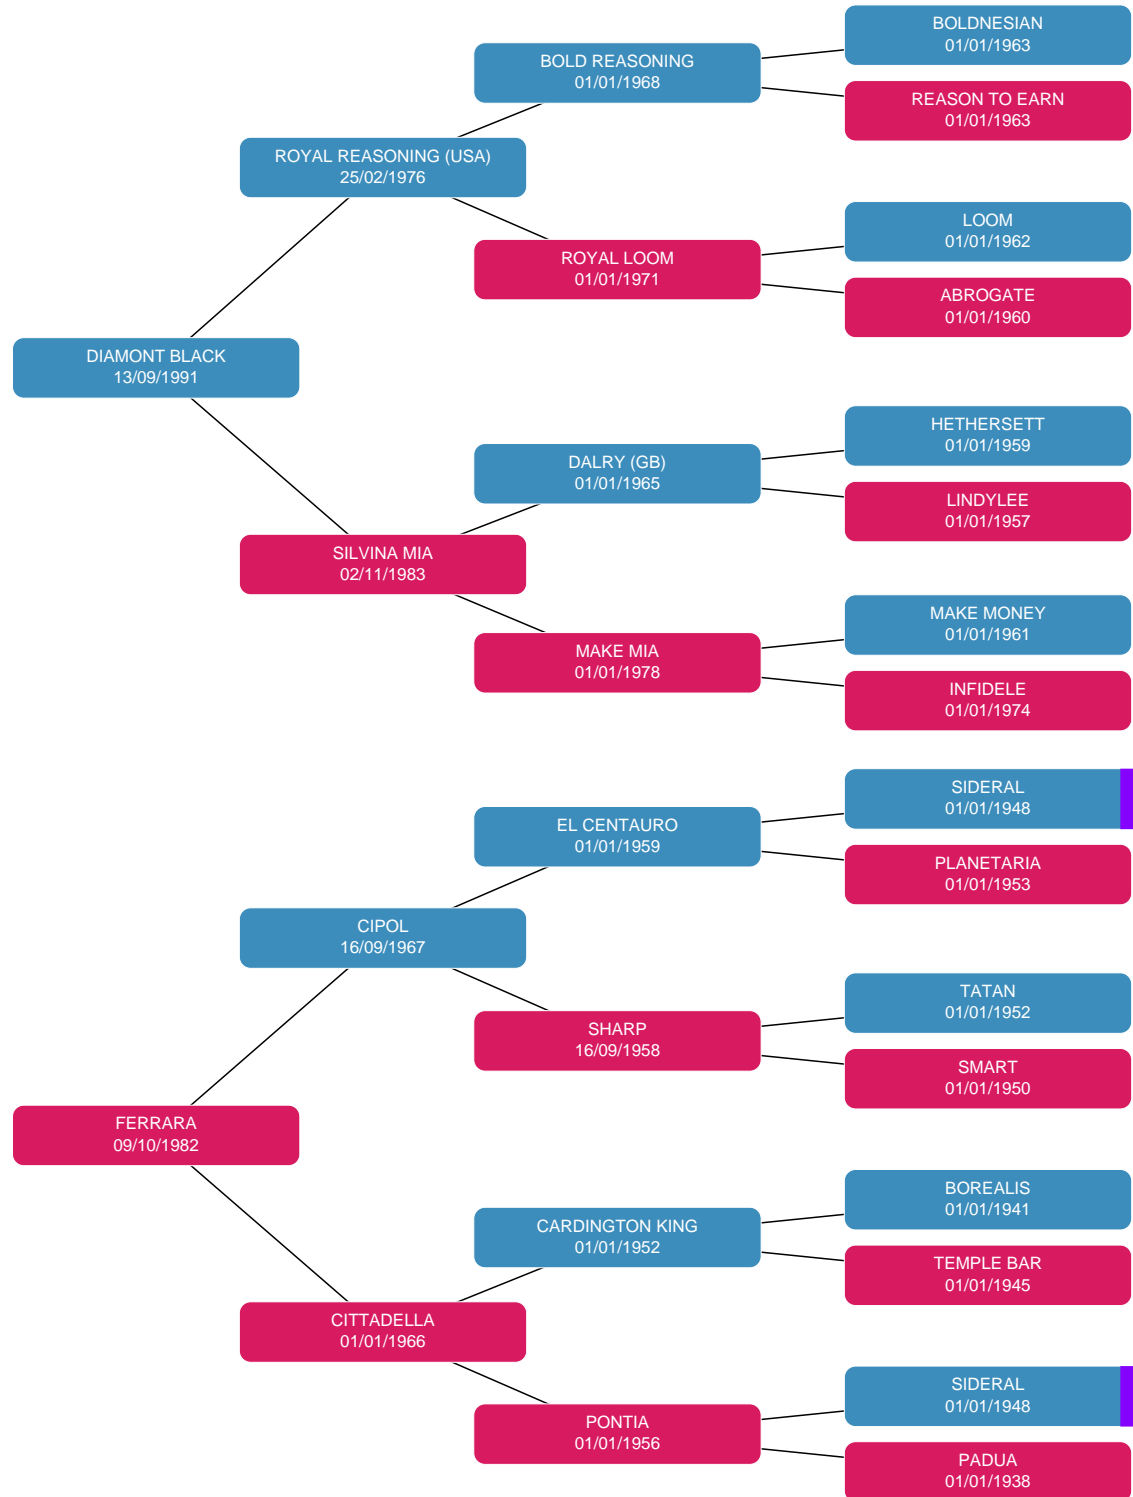 BOLDNESIAN
01/01/1963
BOLD REASONING
01/01/1968
REASON TO EARN
01/01/1963
ROYAL REASONING (USA)
25/02/1976
LOOM
01/01/1962
ROYAL LOOM
01/01/1971
ABROGATE
01/01/1960
DIAMONT BLACK
13/09/1991
HETHERSETT
01/01/1959
DALRY (GB)
01/01/1965
LINDYLEE
01/01/1957
SILVINA MIA
02/11/1983
MAKE MONEY
01/01/1961
MAKE MIA
01/01/1978
INFIDELE
01/01/1974
SIDERAL
01/01/1948
EL CENTAURO
01/01/1959
PLANETARIA
01/01/1953
CIPOL
16/09/1967
TATAN
01/01/1952
SHARP
16/09/1958
SMART
01/01/1950
FERRARA
09/10/1982
BOREALIS
01/01/1941
CARDINGTON KING
01/01/1952
TEMPLE BAR
01/01/1945
CITTADELLA
01/01/1966
SIDERAL
01/01/1948
PONTIA
01/01/1956
PADUA
01/01/1938